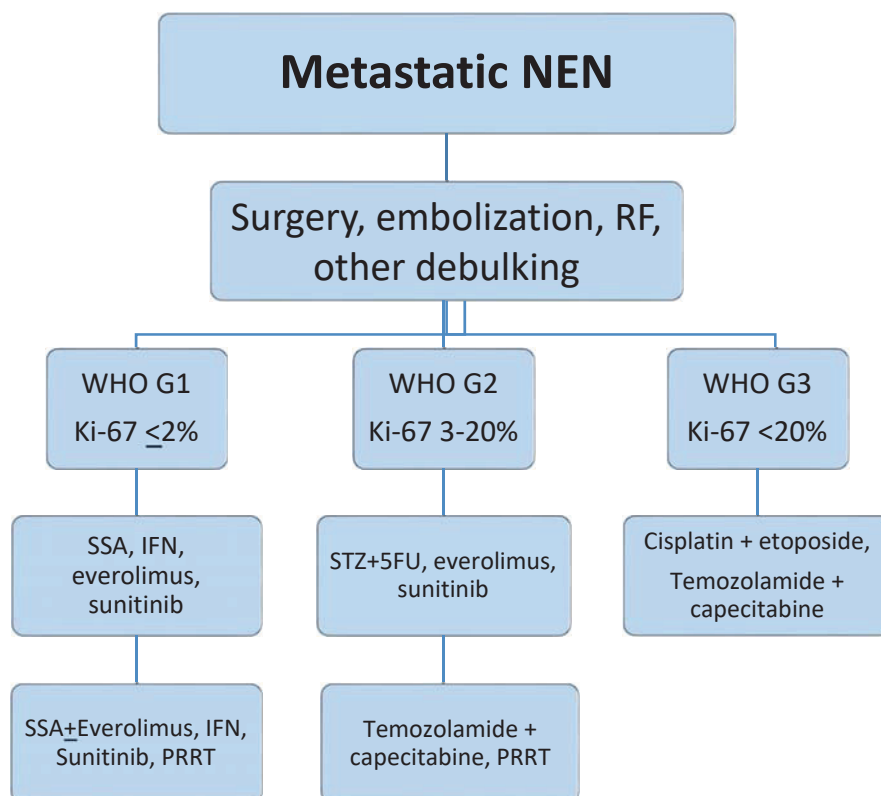 Metastatic NEN
Surgery, embolization, RF,
other debulking
WHO G1
Ki-67 ≤2%
WHO G2
Ki-67 3-20%
WHO G3
Ki-67 <20%
SSA, IFN,
everolimus,
sunitinib
STZ+5FU, everolimus,
sunitinib
Cisplatin + etoposide,
Temozolamide +
capecitabine
SSA±Everolimus, IFN,
Sunitinib, PRRT
Temozolamide +
capecitabine, PRRT